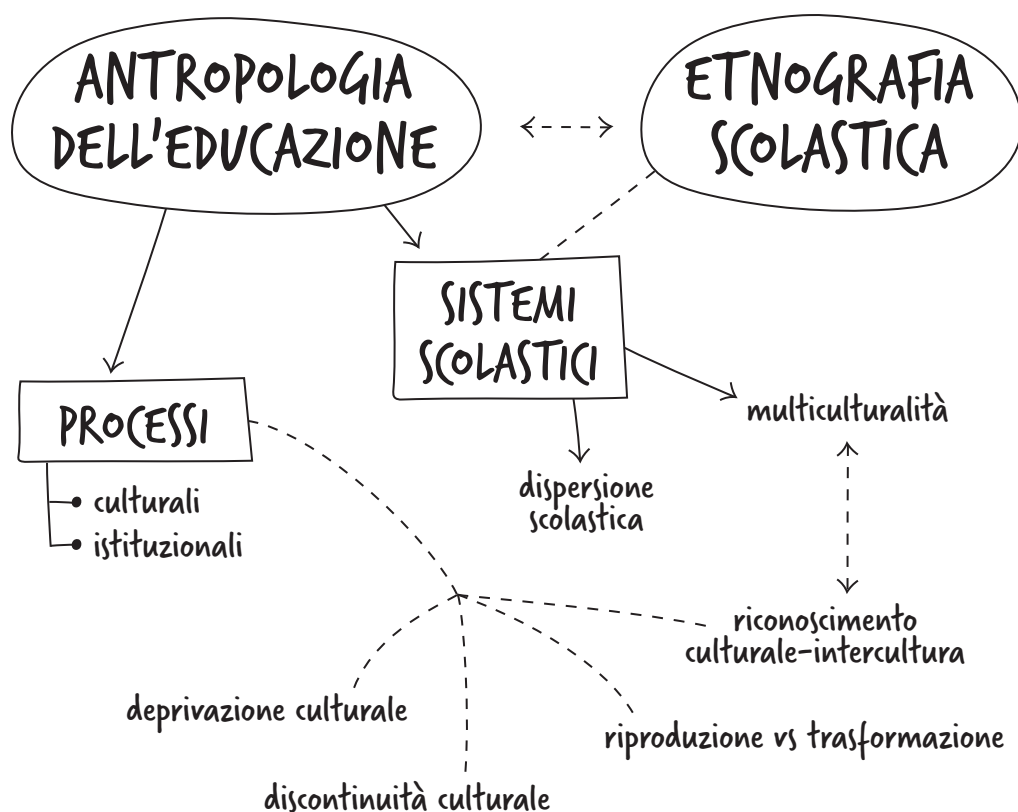 ANTROPOLOGIA
DELL'EDUCAZIONE
ETNOGRAFIA
SCOLASTICA
SISTEMI
SCOLASTICI
PROCESSI
culturali
istituzionali
multiculturalità
dispersione
scolastica
riconoscimento
culturale-intercultura
deprivazione culturale
riproduzione vs trasformazione
discontinuità culturale